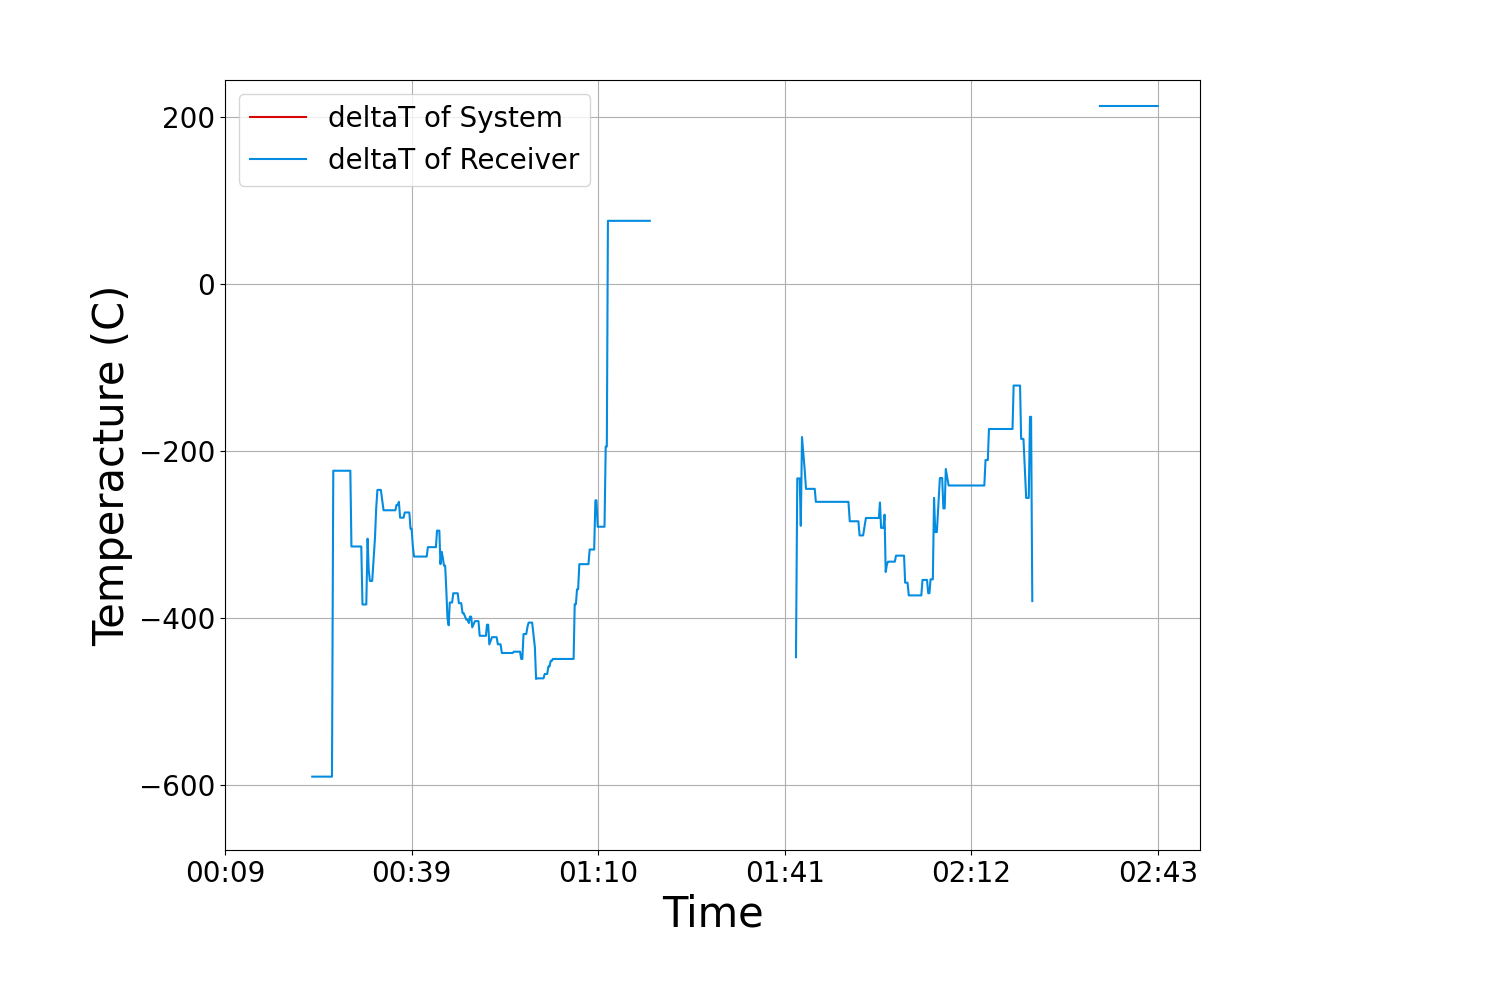 deltaT of System
deltaT of Receiver
200
0
−200
−400
−600
Temperacture (C)
00:09 00:39 01:10 01:41 02:12 02:43
Time